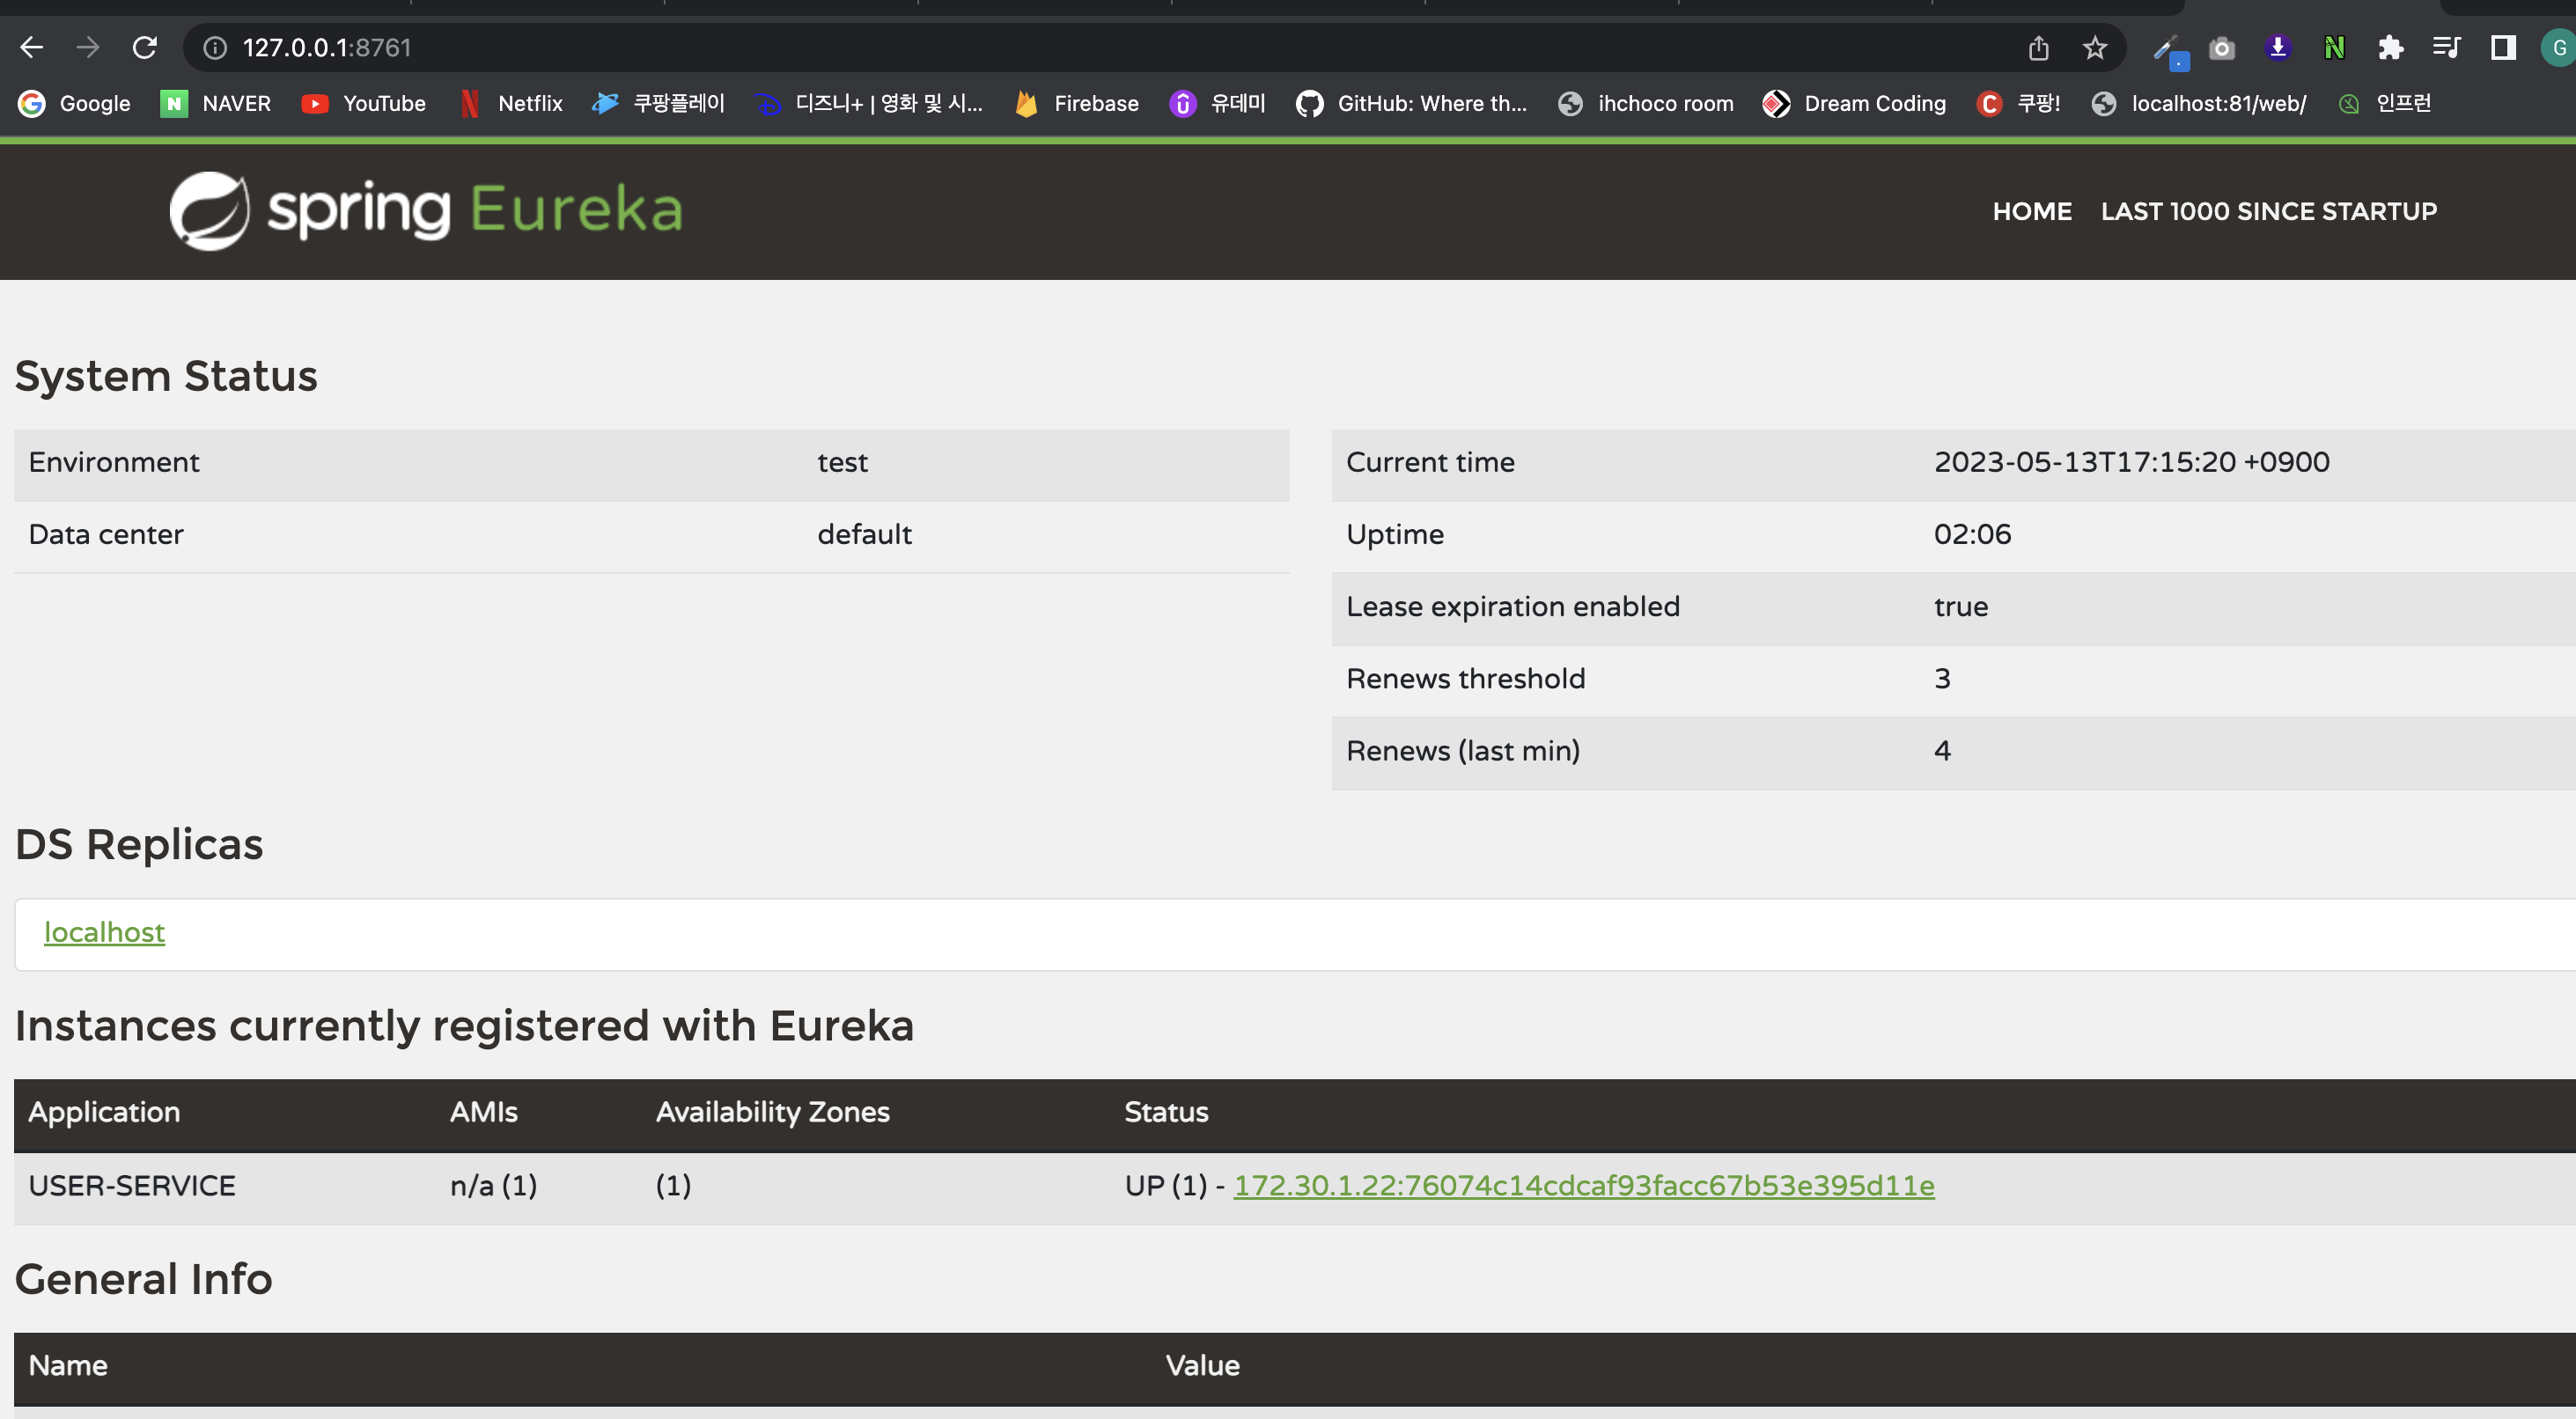 127.0.0.1:8761
G
Google NAVER YouTube Netflix 쿠팡플레이 디즈니+ | 영화 및 시... Firebase 유데미 GitHub: Where th... ihchoco room Dream Coding 쿠팡! localhost:81/web/ 인프런
spring Eureka
HOME LAST 1000 SINCE STARTUP
System Status
Environment test
Data center default
Current time 2023-05-13T17:15:20 +0900
Uptime 02:06
Lease expiration enabled true
Renews threshold 3
Renews (last min) 4
DS Replicas
localhost
Instances currently registered with Eureka
Application AMIs Availability Zones Status
USER-SERVICE n/a (1) (1) UP (1) - 172.30.1.22:76074c14cdcaf93facc67b53e395d11e
General Info
Name Value